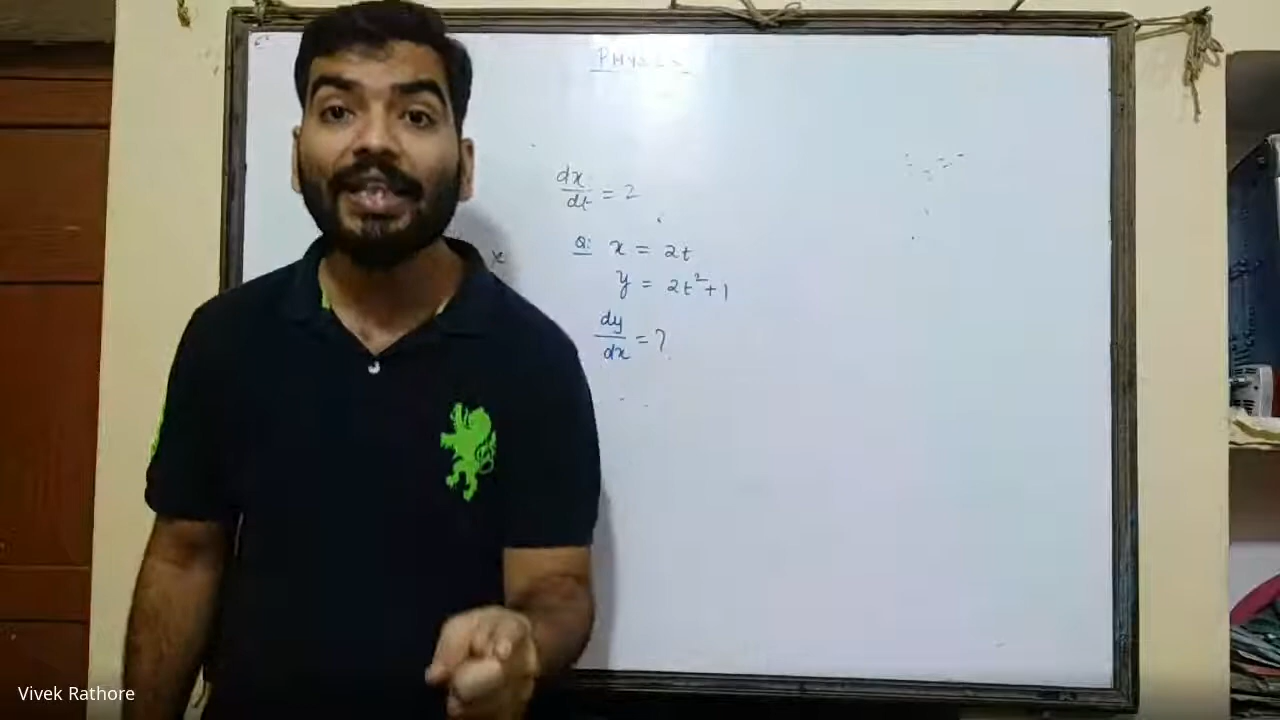 PHYSICS
dx/dt = 2
x
Q: x = 2t
y = 2t²+1
dy/dx = ?
Vivek Rathore